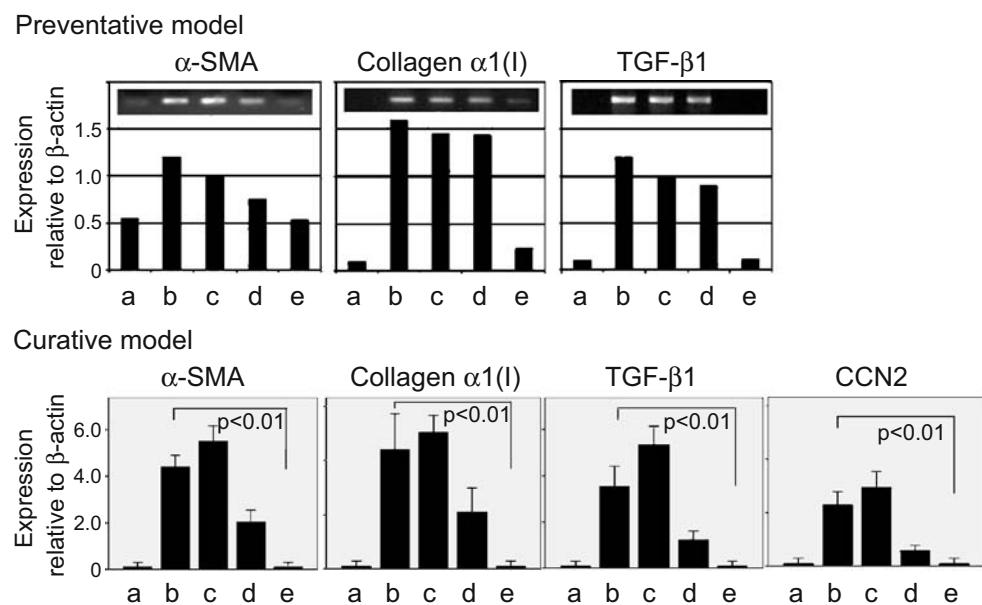 Preventative model
α-SMA Collagen α1(I) TGF-β1
Expression
relative to β-actin
1.5
1.0
0.5
0
a b c d e a b c d e a b c d e
Curative model
α-SMA Collagen α1(I) TGF-β1 CCN2
Expression
relative to β-actin
6.0
4.0
2.0
0
p<0.01 p<0.01 p<0.01 p<0.01
a b c d e a b c d e a b c d e a b c d e